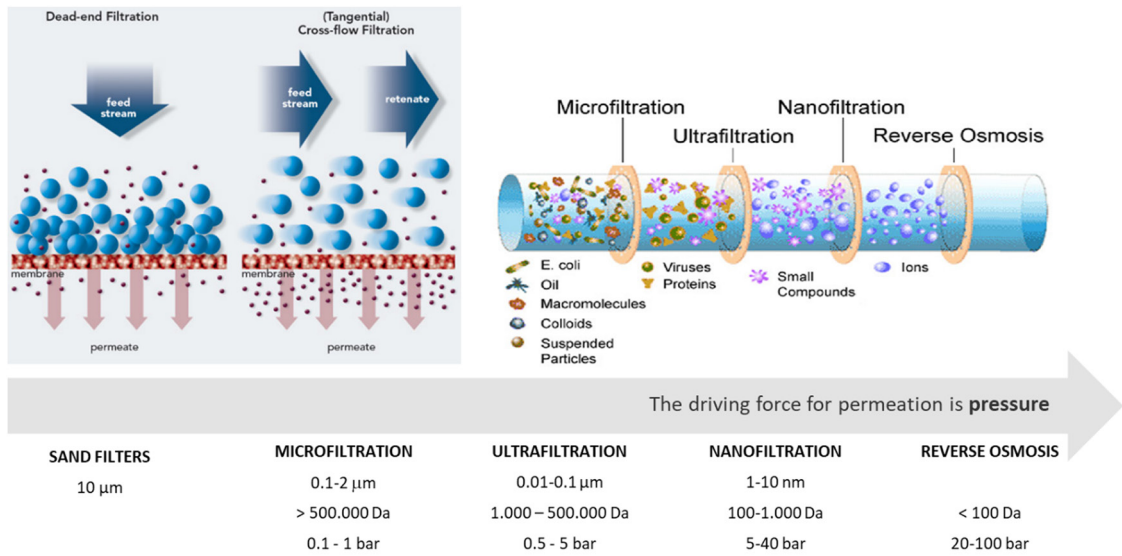 Dead-end Filtration
(Tangential)
Cross-flow Filtration
feed
stream
feed
stream
retenate
membrane
membrane
permeate
permeate
Microfiltration
Nanofiltration
Ultrafiltration
Reverse Osmosis
E. coli
Oil
Macromolecules
Colloids
Suspended
Particles
Viruses
Proteins
Small
Compounds
Ions
The driving force for permeation is pressure
SAND FILTERS
10 μm
MICROFILTRATION
0.1-2 μm
> 500.000 Da
0.1 - 1 bar
ULTRAFILTRATION
0.01-0.1 μm
1.000 – 500.000 Da
0.5 - 5 bar
NANOFILTRATION
1-10 nm
100-1.000 Da
5-40 bar
REVERSE OSMOSIS
< 100 Da
20-100 bar